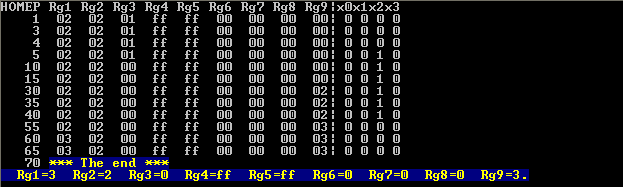 HOMEP Rg1 Rg2 Rg3 Rg4 Rg5 Rg6 Rg7 Rg8 Rg9¦x0x1x2x3
1 02 02 01 ff ff 00 00 00 00¦ 0 0 0 0
3 02 02 01 ff ff 00 00 00 00¦ 0 0 0 0
4 02 02 01 ff ff 00 00 00 00¦ 0 0 0 0
5 02 02 01 ff ff 00 00 00 00¦ 0 0 1 0
10 02 02 00 ff ff 00 00 00 00¦ 0 0 1 0
15 02 02 00 ff ff 00 00 00 02¦ 0 0 1 0
30 02 02 00 ff ff 00 00 00 02¦ 0 0 1 0
35 02 02 00 ff ff 00 00 00 02¦ 0 0 1 0
40 02 02 00 ff ff 00 00 00 02¦ 0 0 1 0
55 02 02 00 ff ff 00 00 00 03¦ 0 0 0 0
60 03 02 00 ff ff 00 00 00 03¦ 0 0 0 0
65 03 02 00 ff ff 00 00 00 03¦ 0 0 0 0
70 *** The end ***
Rg1=3 Rg2=2 Rg3=0 Rg4=ff Rg5=ff Rg6=0 Rg7=0 Rg8=0 Rg9=3.